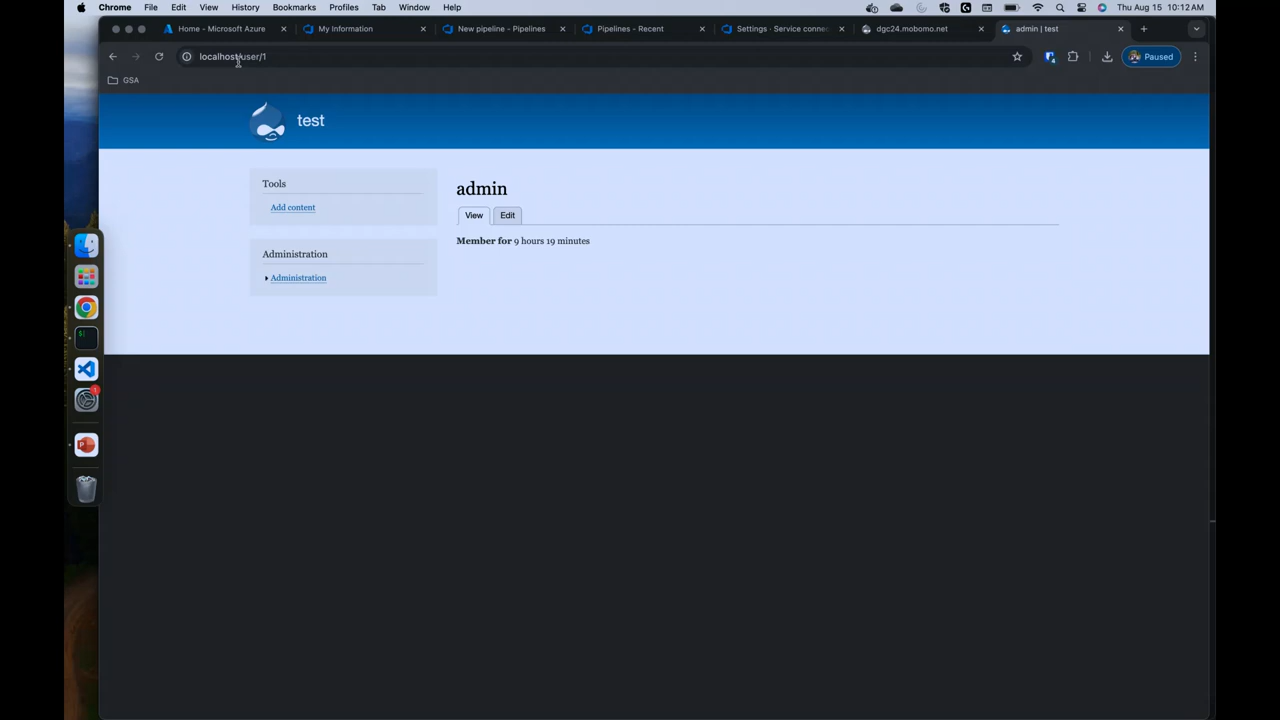 Chrome File Edit View History Bookmarks Profiles Tab Window Help Thu Aug 15 10:12 AM
Home - Microsoft Azure
My Information
New pipeline - Pipelines
Pipelines - Recent
Settings · Service connec
dgc24.mobomo.net
admin | test
localhost/user/1
Paused
GSA
test
Tools
Add content
Administration
Administration
admin
View Edit
Member for 9 hours 19 minutes
1